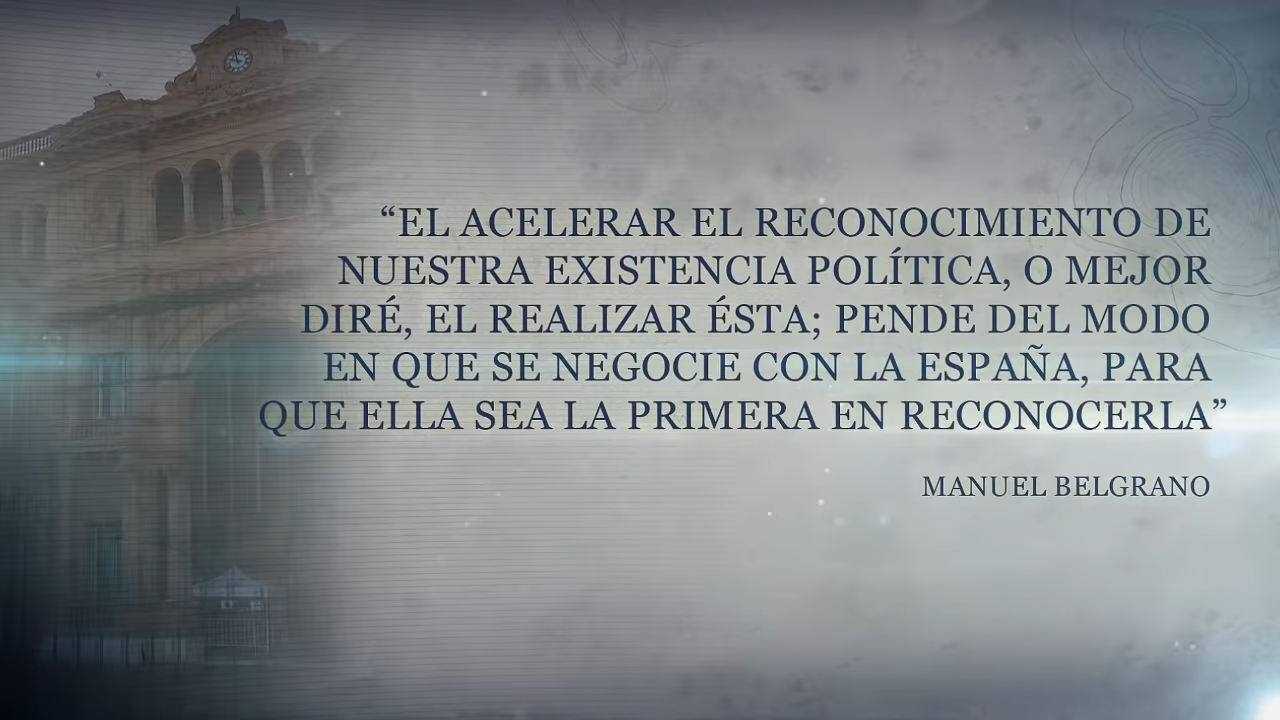 “EL ACELERAR EL RECONOCIMIENTO DE
NUESTRA EXISTENCIA POLÍTICA, O MEJOR
DIRÉ, EL REALIZAR ÉSTA; PENDE DEL MODO
EN QUE SE NEGOCIE CON LA ESPAÑA, PARA
QUE ELLA SEA LA PRIMERA EN RECONOCERLA”
MANUEL BELGRANO